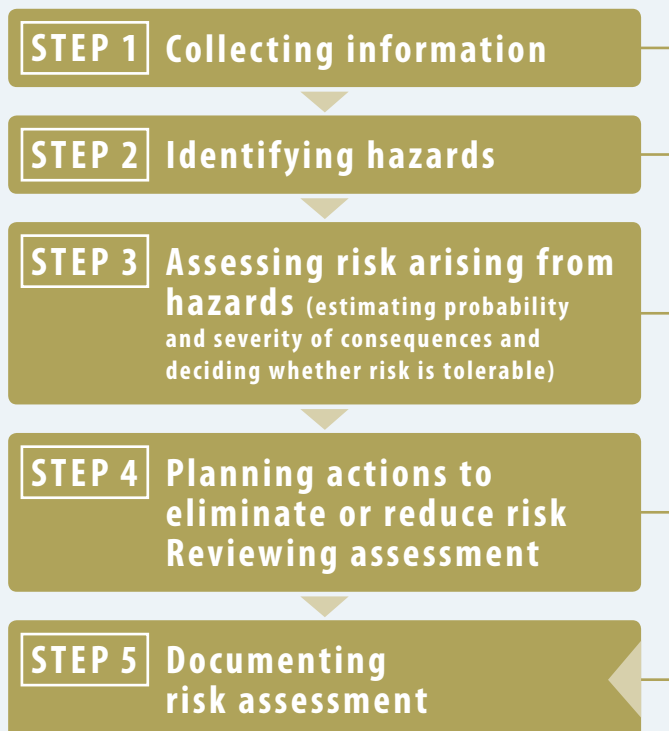 STEP 1 Collecting information
STEP 2 Identifying hazards
STEP 3 Assessing risk arising from
hazards (estimating probability
and severity of consequences and
deciding whether risk is tolerable)
STEP 4 Planning actions to
eliminate or reduce risk
Reviewing assessment
STEP 5 Documenting
risk assessment